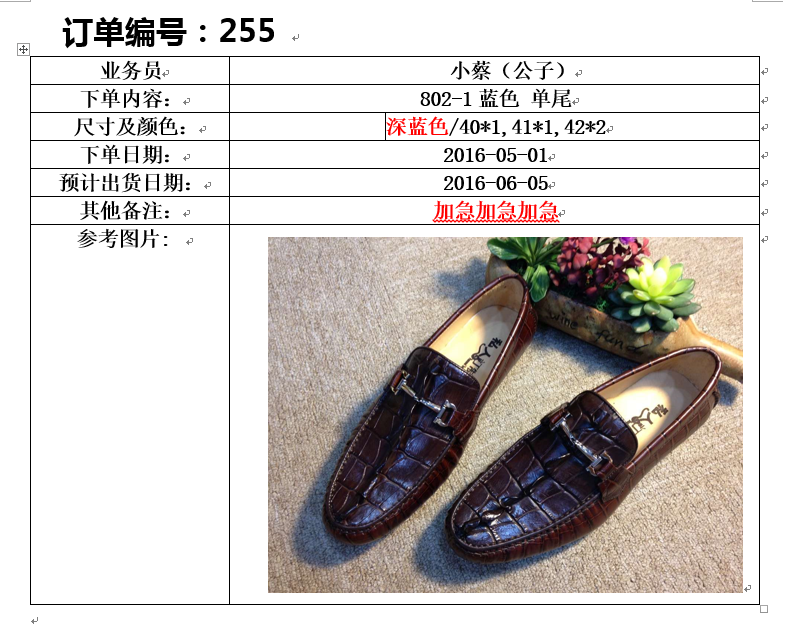 订单编号：255
业务员 小蔡（公子）
下单内容： 802-1 蓝色 单尾
尺寸及颜色： 深蓝色/40*1,41*1,42*2
下单日期： 2016-05-01
预计出货日期： 2016-06-05
其他备注： 加急加急加急
参考图片: